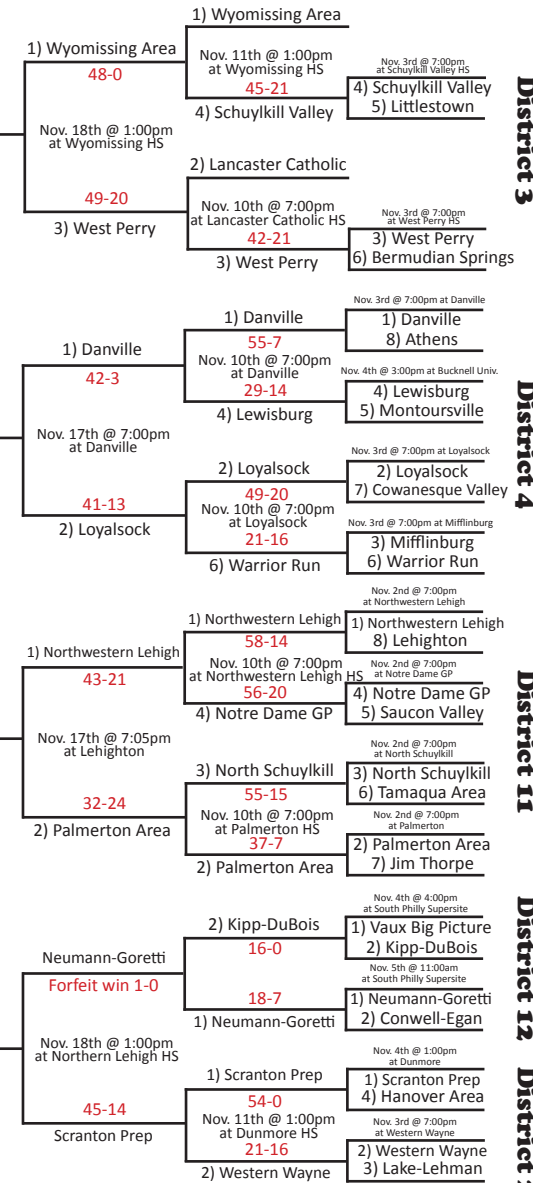 1) Wyomissing Area
1) Wyomissing Area
48-0
Nov. 11th @ 1:00pm
at Wyomissing HS
45-21
4) Schuylkill Valley
Nov. 3rd @ 7:00pm
at Schuylkill Valley HS
4) Schuylkill Valley
5) Littlestown
Nov. 18th @ 1:00pm
at Wyomissing HS
2) Lancaster Catholic
49-20
3) West Perry
Nov. 10th @ 7:00pm
at Lancaster Catholic HS
42-21
3) West Perry
Nov. 3rd @ 7:00pm
at West Perry HS
3) West Perry
6) Bermudian Springs
District 3
Nov. 3rd @ 7:00pm at Danville
1) Danville
8) Athens
1) Danville
55-7
Nov. 10th @ 7:00pm
at Danville
29-14
4) Lewisburg
1) Danville
42-3
Nov. 4th @ 3:00pm at Bucknell Univ.
4) Lewisburg
5) Montoursville
Nov. 17th @ 7:00pm
at Danville
Nov. 3rd @ 7:00pm at Loyalsock
2) Loyalsock
7) Cowanesque Valley
2) Loyalsock
49-20
Nov. 10th @ 7:00pm
at Loyalsock
21-16
6) Warrior Run
41-13
2) Loyalsock
Nov. 3rd @ 7:00pm at Mifflinburg
3) Mifflinburg
6) Warrior Run
District 4
Nov. 2nd @ 7:00pm
at Northwestern Lehigh
1) Northwestern Lehigh
8) Lehighton
1) Northwestern Lehigh
58-14
Nov. 10th @ 7:00pm
at Northwestern Lehigh HS
56-20
4) Notre Dame GP
1) Northwestern Lehigh
43-21
Nov. 2nd @ 7:00pm
at Notre Dame GP
4) Notre Dame GP
5) Saucon Valley
Nov. 17th @ 7:05pm
at Lehighton
Nov. 2nd @ 7:00pm
at North Schuylkill
3) North Schuylkill
6) Tamaqua Area
3) North Schuylkill
55-15
Nov. 10th @ 7:00pm
at Palmerton HS
37-7
2) Palmerton Area
32-24
2) Palmerton Area
Nov. 2nd @ 7:00pm
at Palmerton
2) Palmerton Area
7) Jim Thorpe
District 11
Nov. 4th @ 4:00pm
at South Philly Supersite
1) Vaux Big Picture
2) Kipp-DuBois
2) Kipp-DuBois
16-0
18-7
1) Neumann-Goretti
Neumann-Goretti
Forfeit win 1-0
Nov. 5th @ 11:00am
at South Philly Supersite
1) Neumann-Goretti
2) Conwell-Egan
District 12
Nov. 18th @ 1:00pm
at Northern Lehigh HS
Nov. 4th @ 1:00pm
at Dunmore
1) Scranton Prep
4) Hanover Area
1) Scranton Prep
54-0
Nov. 11th @ 1:00pm
at Dunmore HS
21-16
2) Western Wayne
45-14
Scranton Prep
Nov. 3rd @ 7:00pm
at Western Wayne
2) Western Wayne
3) Lake-Lehman
District